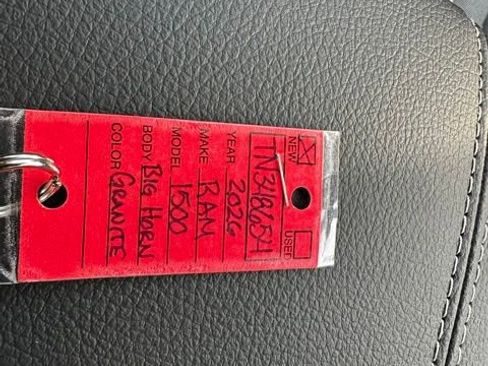 NEW USED
TN348654
YEAR 2026
MAKE RAM
MODEL 1500
BODY BIG HORN
COLOR GRANITE